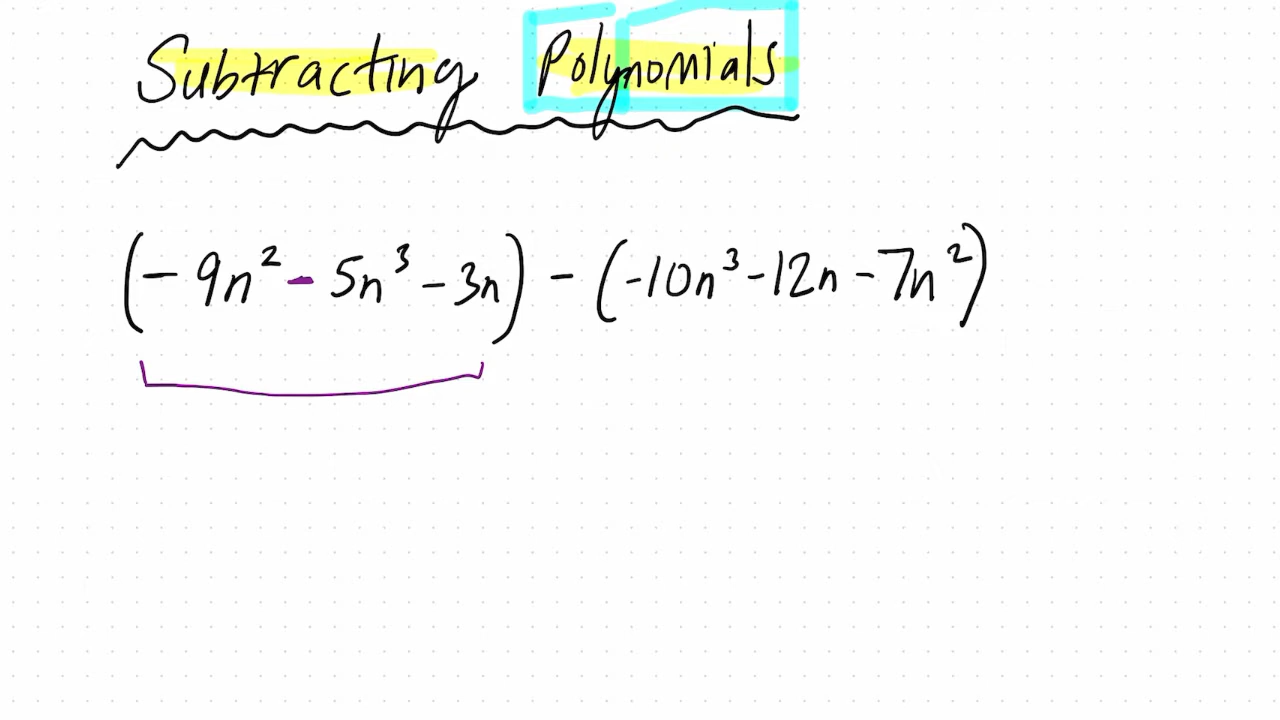 Subtracting Polynomials
(-9n² - 5n³ - 3n) - (-10n³ - 12n - 7n²)